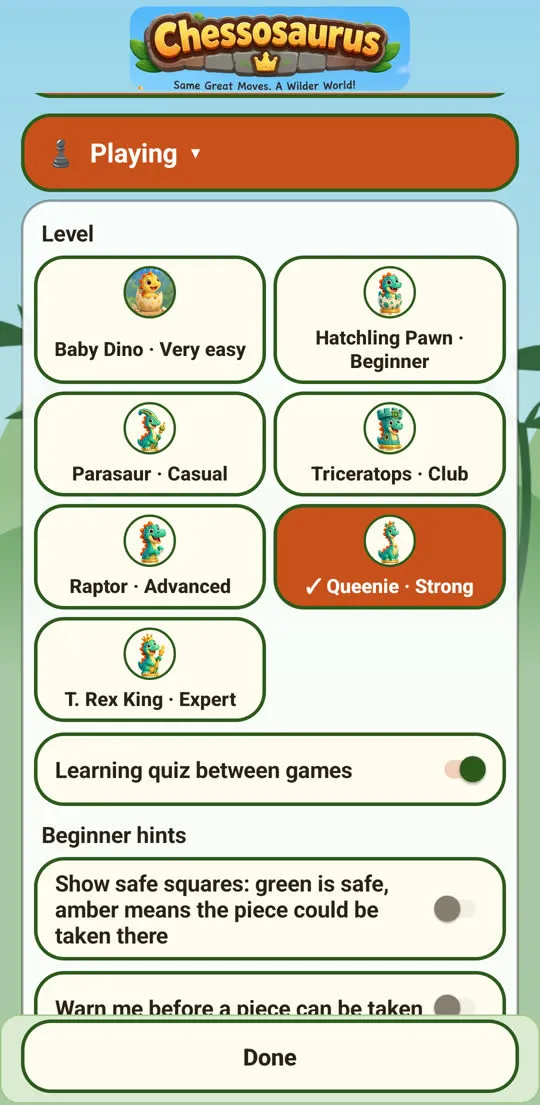 Chessosaurus
Same Great Moves. A Wilder World!
Playing ▼
Level
Baby Dino · Very easy
Hatchling Pawn ·
Beginner
Parasaur · Casual
Triceratops · Club
Raptor · Advanced
✓ Queenie · Strong
T. Rex King · Expert
Learning quiz between games
Beginner hints
Show safe squares: green is safe,
amber means the piece could be
taken there
Warn me before a piece can be taken
Done